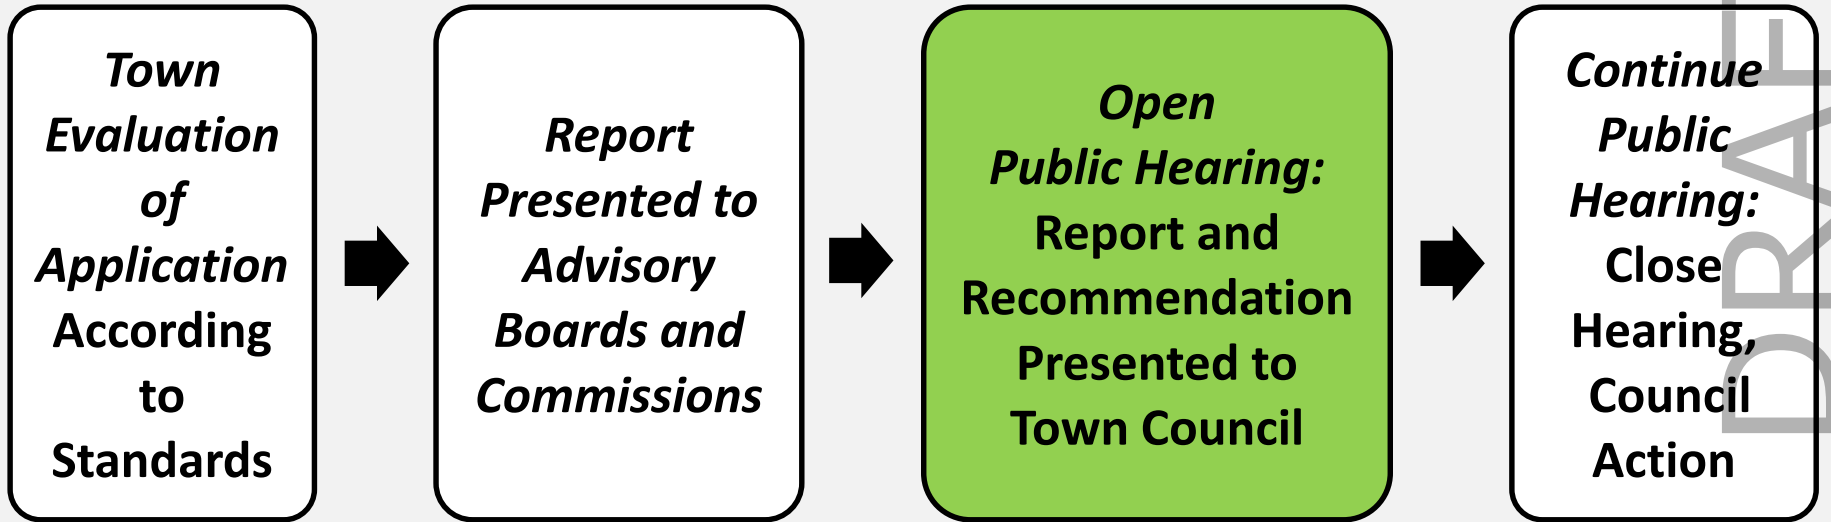 Town
Evaluation
of
Application
According
to
Standards
Report
Presented to
Advisory
Boards and
Commissions
Open
Public Hearing:
Report and
Recommendation
Presented to
Town Council
Continue
Public
Hearing:
Close
Hearing,
Council
Action